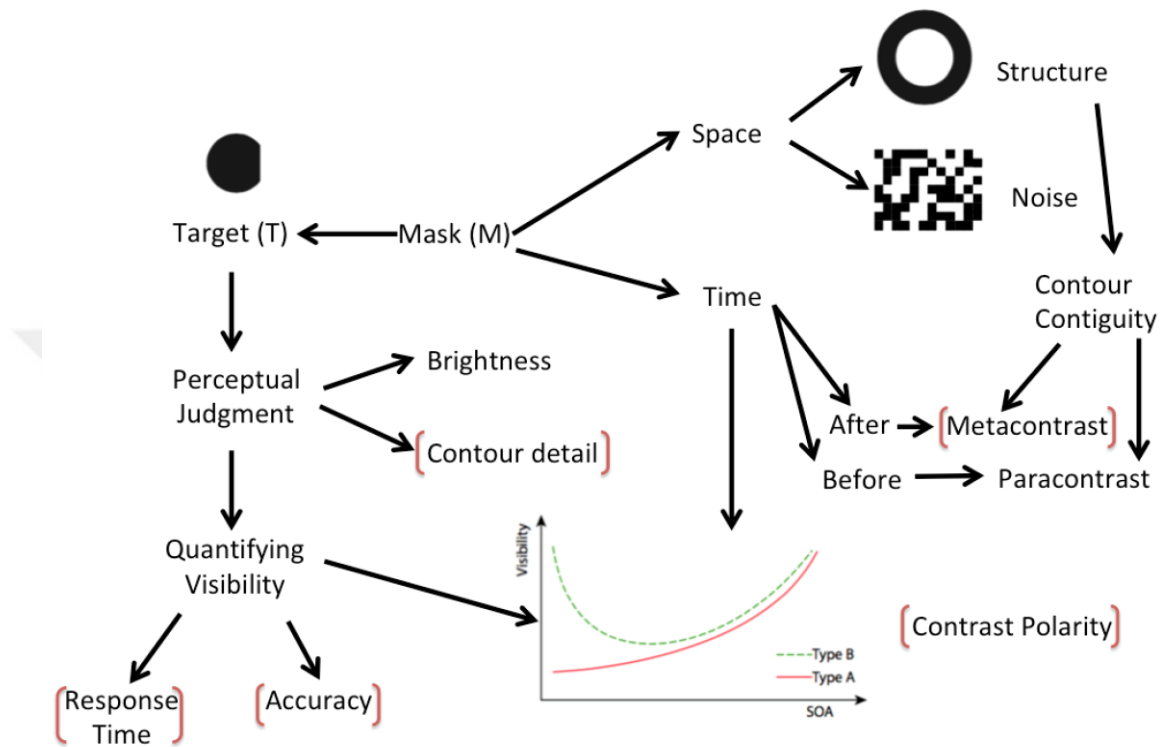 Structure
Space
Noise
Target (T)
Mask (M)
Time
Contour
Contiguity
Brightness
Perceptual
Judgment
After
Metacontrast
Contour detail
Before
Paracontrast
Quantifying
Visibility
Visibility
Contrast Polarity
Type B
Type A
SOA
Response
Time
Accuracy